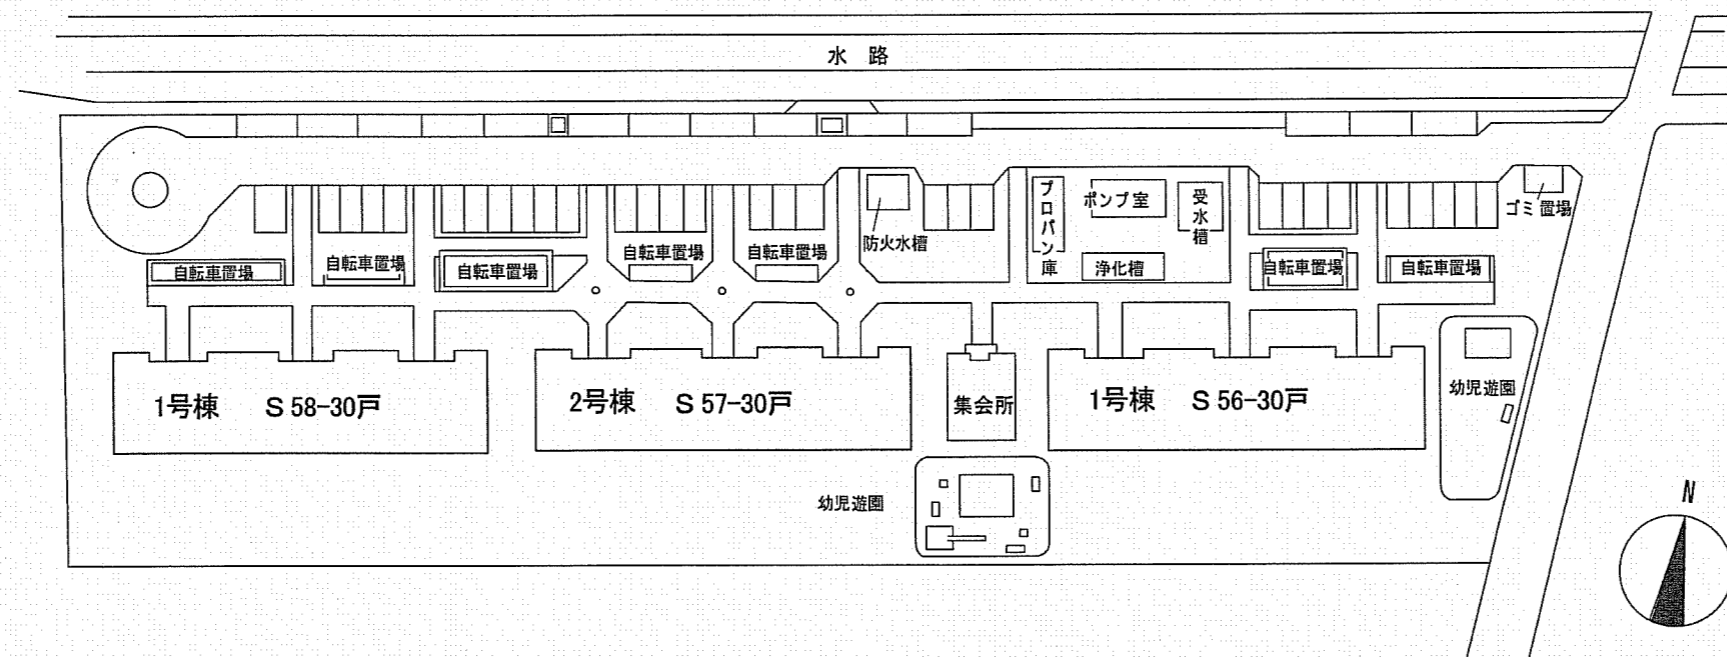 水 路
プロパン庫
ポンプ室
受水槽
ゴミ置場
防火水槽
浄化槽
自転車置場
自転車置場
自転車置場
自転車置場
自転車置場
自転車置場
自転車置場
1号棟 S 58-30戸
2号棟 S 57-30戸
集会所
1号棟 S 56-30戸
幼児遊園
幼児遊園
N